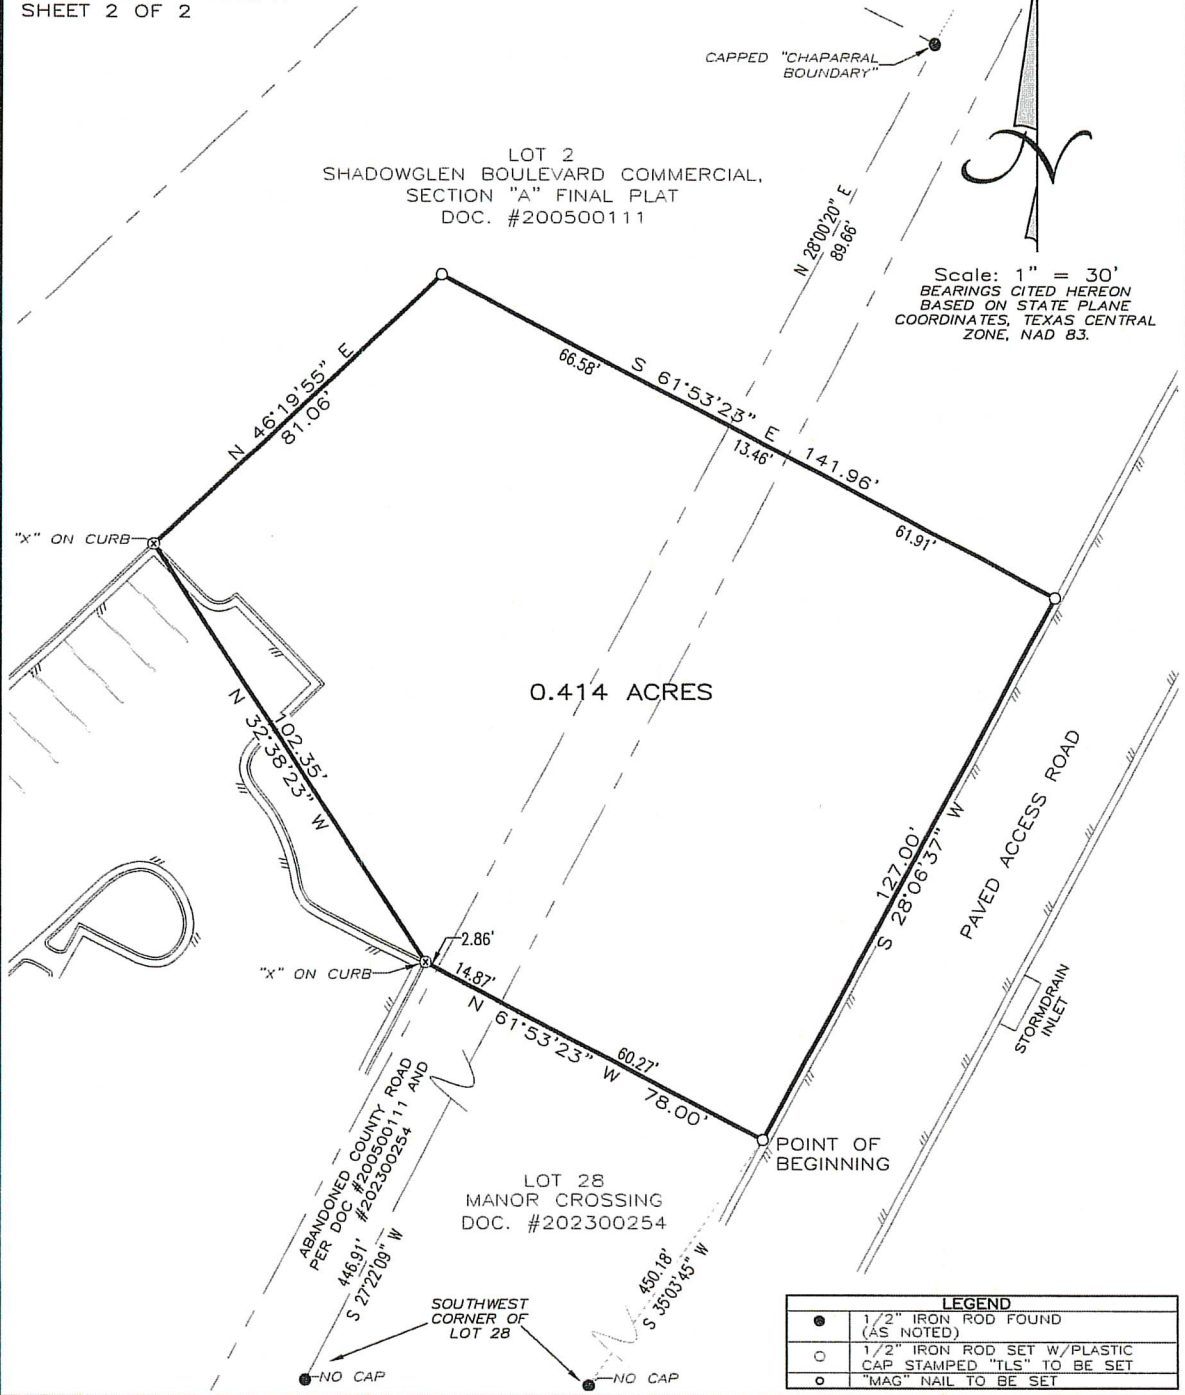 SHEET 2 OF 2
CAPPED "CHAPARRAL
BOUNDARY"
LOT 2
SHADOWGLEN BOULEVARD COMMERCIAL,
SECTION "A" FINAL PLAT
DOC. #200500111
N 28°00'20" E
89.66'
N
Scale: 1" = 30'
BEARINGS CITED HEREON
BASED ON STATE PLANE
COORDINATES, TEXAS CENTRAL
ZONE, NAD 83.
N 46°19'55" E
81.06'
66.58'
S 61°53'23" E 141.96'
13.46'
61.91'
"X" ON CURB
0.414 ACRES
102.35'
N 32°38'23" W
127.00'
S 28°06'37" W
PAVED ACCESS ROAD
STORMDRAIN
INLET
2.86'
"X" ON CURB
14.87'
60.27'
N 61°53'23" W 78.00'
POINT OF
BEGINNING
ABANDONED COUNTY ROAD
PER DOC #200500111 AND
#202300254
LOT 28
MANOR CROSSING
DOC. #202300254
446.91'
S 27°22'09" W
450.18'
S 35°03'45" W
SOUTHWEST
CORNER OF
LOT 28
NO CAP
NO CAP
LEGEND
1/2" IRON ROD FOUND
(AS NOTED)
1/2" IRON ROD SET W/PLASTIC
CAP STAMPED "TLS" TO BE SET
"MAG" NAIL TO BE SET